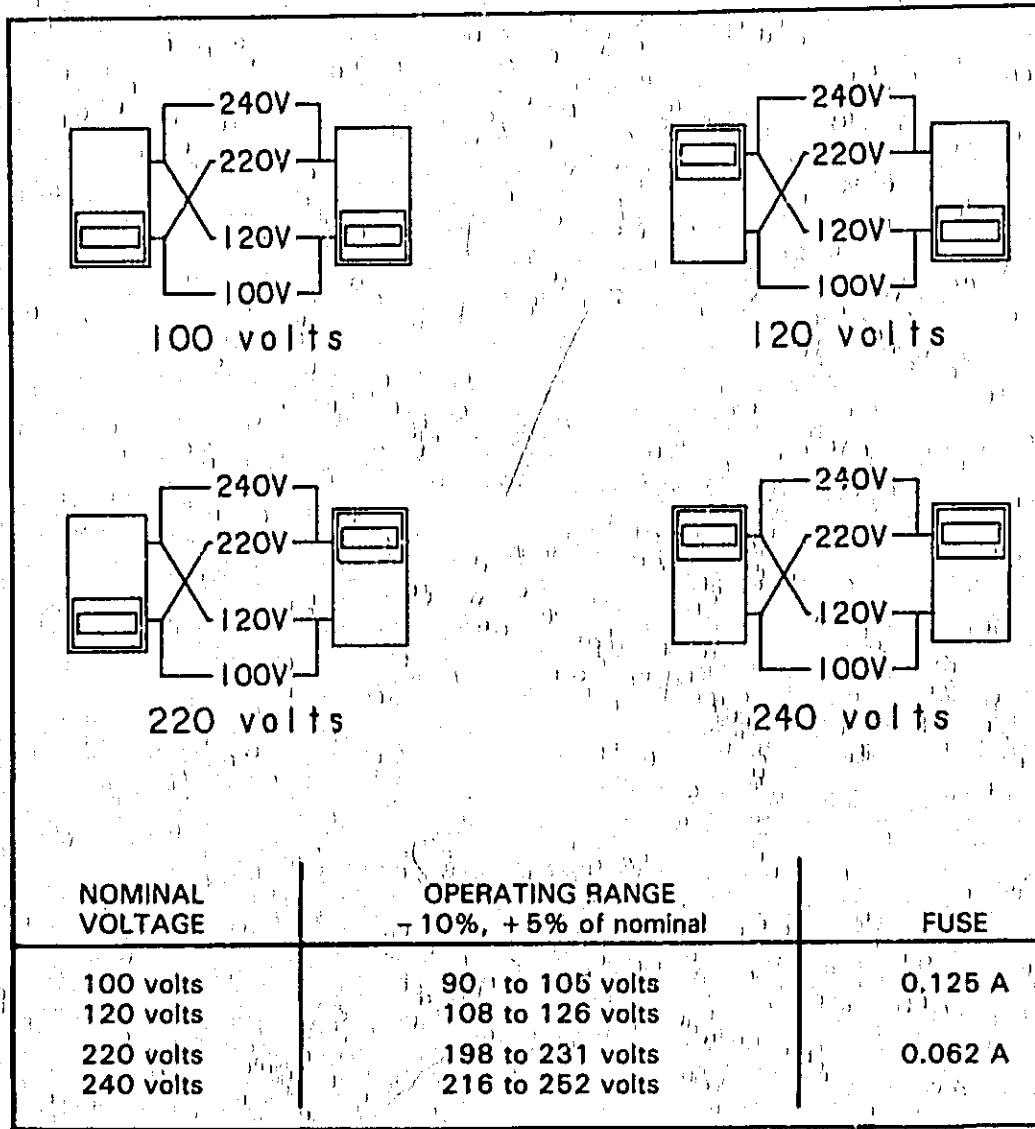 240V
220V
120V
100V
100 volts
240V
220V
120V
100V
120 volts
240V
220V
120V
100V
220 volts
240V
220V
120V
100V
240 volts
NOMINAL VOLTAGE
OPERATING RANGE
-10%, +5% of nominal
FUSE
100 volts 90 to 105 volts 0.125 A
120 volts 108 to 126 volts
220 volts 198 to 231 volts 0.062 A
240 volts 216 to 252 volts